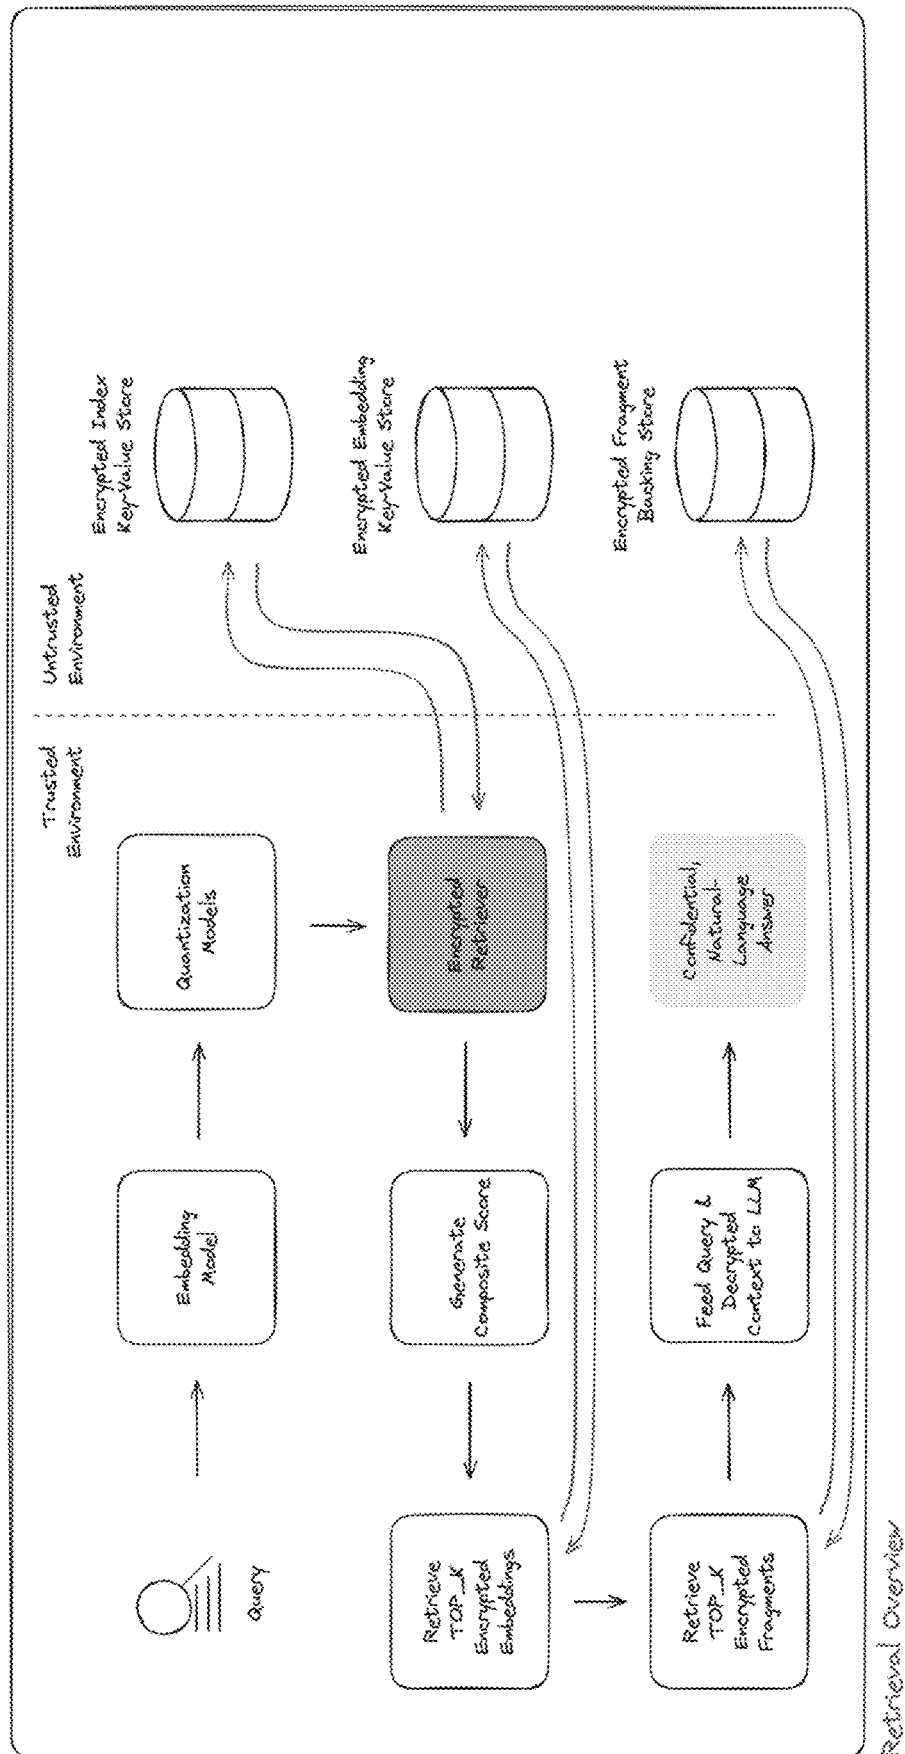 Trusted
Environment
Untrusted
Environment
Query
Embedding
Model
Quantization
Models
Encrypted Index
Key-Value Store
Retrieve
TOP_K
Encrypted
Embeddings
Generate
Composite Score
Encrypted
Retriever
Encrypted Embedding
Key-Value Store
Retrieve
TOP_K
Encrypted
Fragments
Feed Query &
Decrypted
Context to LLM
Confidential,
Natural-
Language
Answer
Encrypted Fragment
Backing Store
Retrieval Overview